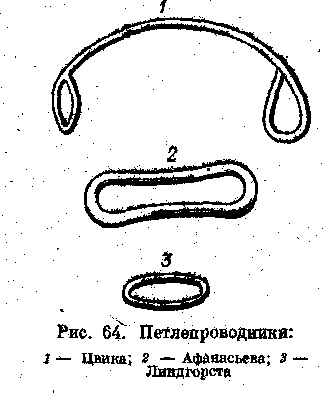 1
2
3
Рис. 64. Петлепроводники:
1 — Цвика; 2 — Афанасьева; 3 —
Линдгорста